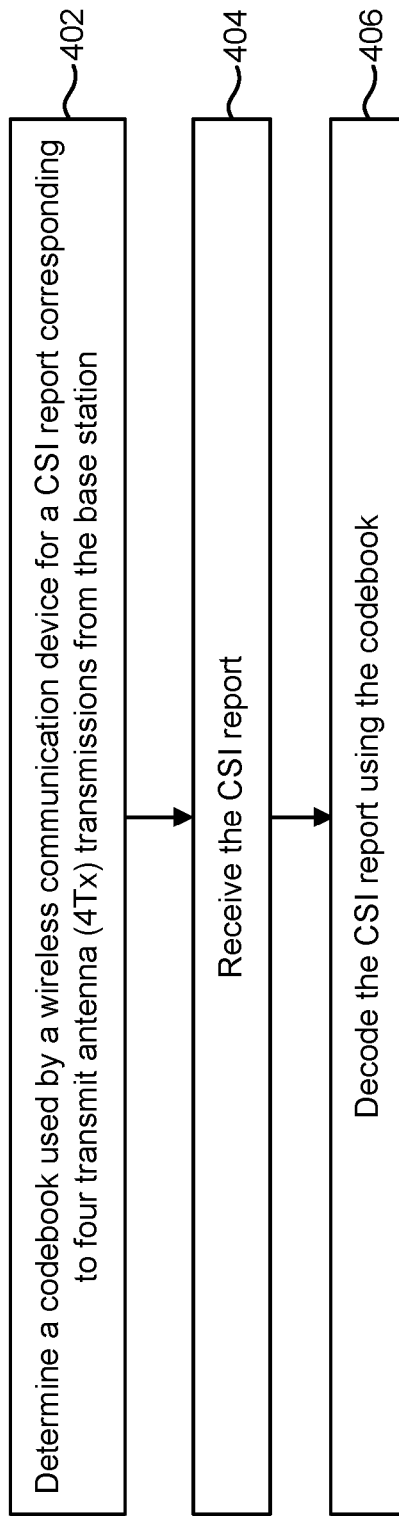 Determine a codebook used by a wireless communication device for a CSI report corresponding
to four transmit antenna (4Tx) transmissions from the base station
402
Receive the CSI report
404
Decode the CSI report using the codebook
406